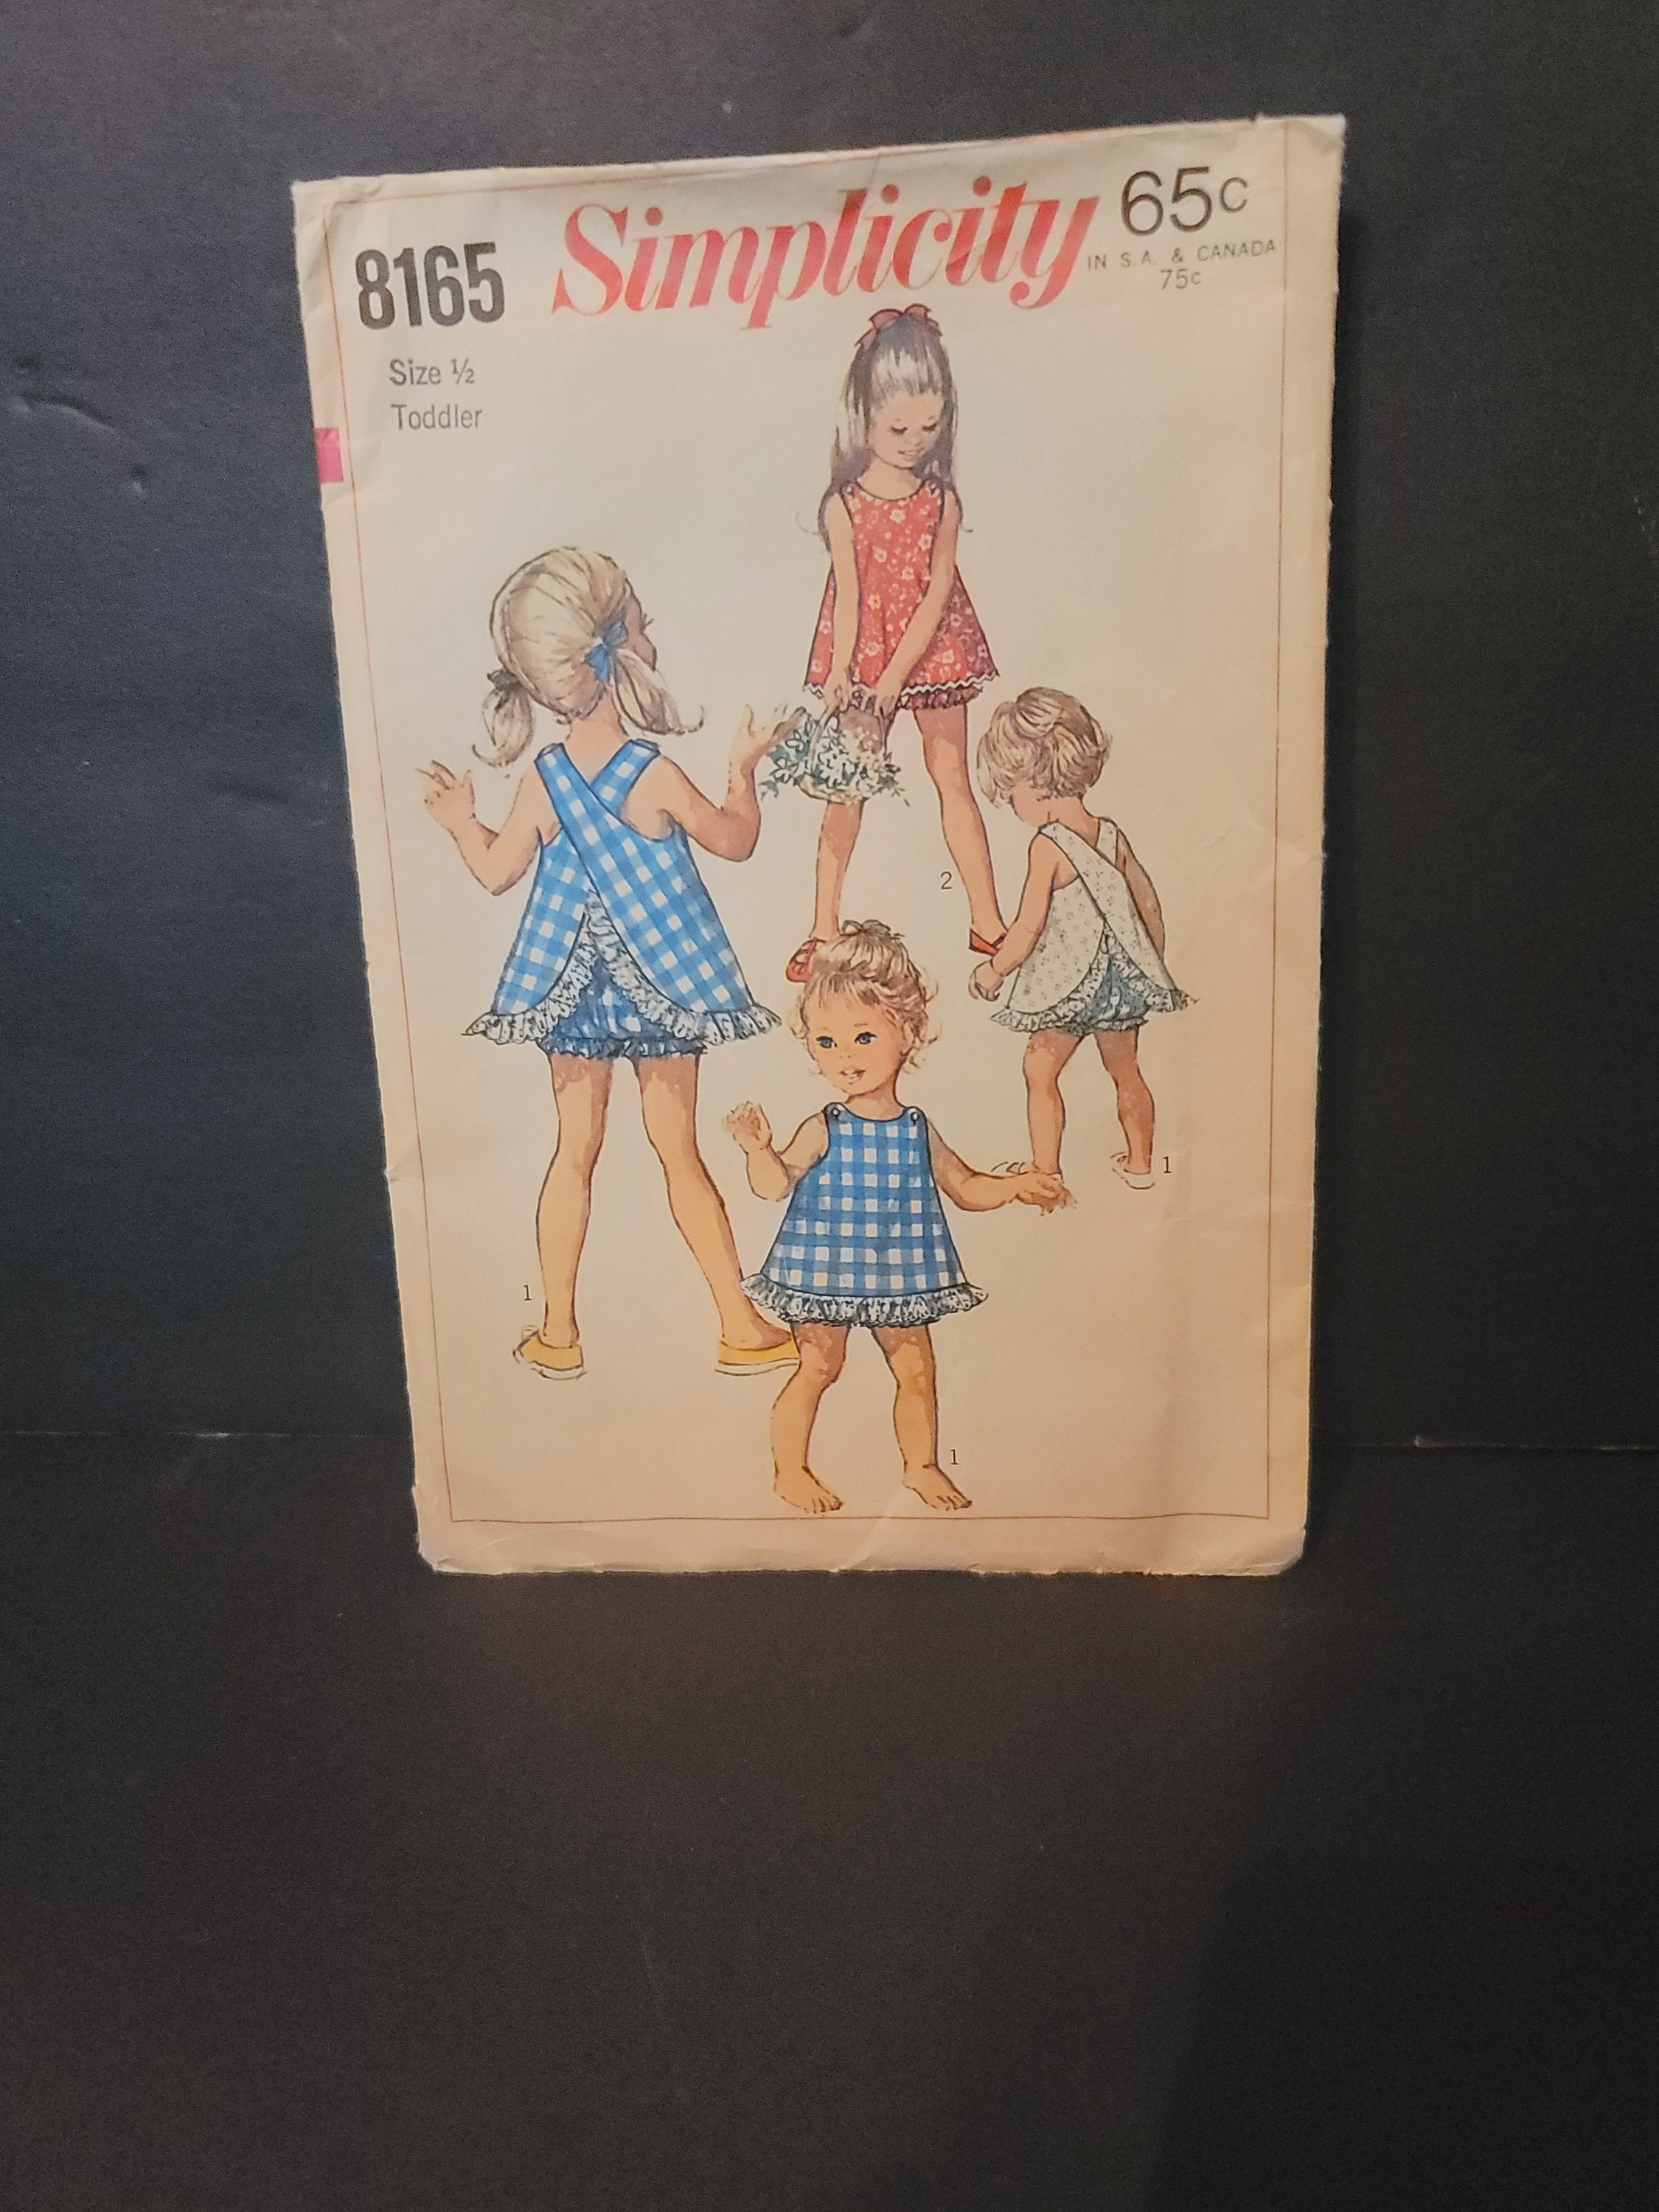 8165
Simplicity
65c
IN S.A. & CANADA
75c
Size ½
Toddler
2
1
1
1